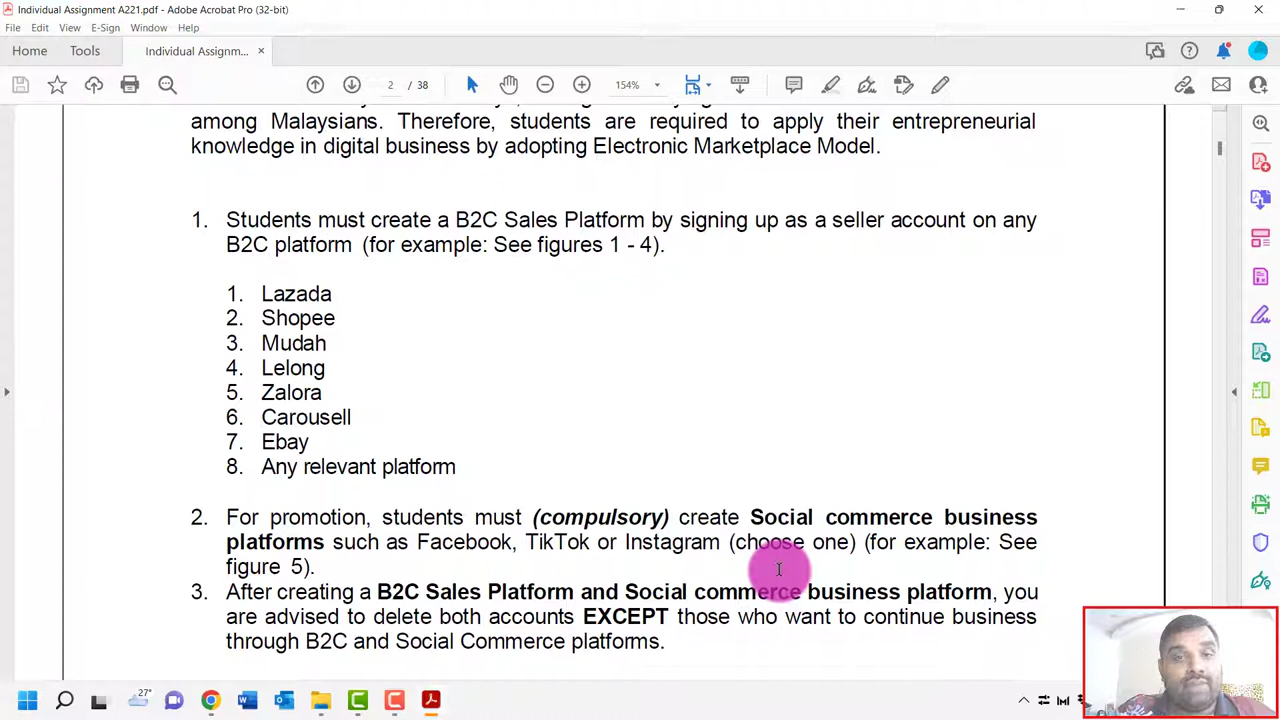 Individual Assignment A221.pdf - Adobe Acrobat Pro (32-bit)
File Edit View E-Sign Window Help
Home Tools Individual Assignm... ×
2 / 38 154%
among Malaysians. Therefore, students are required to apply their entrepreneurial
knowledge in digital business by adopting Electronic Marketplace Model.
1. Students must create a B2C Sales Platform by signing up as a seller account on any
B2C platform (for example: See figures 1 - 4).
1. Lazada
2. Shopee
3. Mudah
4. Lelong
5. Zalora
6. Carousell
7. Ebay
8. Any relevant platform
2. For promotion, students must (compulsory) create Social commerce business
platforms such as Facebook, TikTok or Instagram (choose one) (for example: See
figure 5).
3. After creating a B2C Sales Platform and Social commerce business platform, you
are advised to delete both accounts EXCEPT those who want to continue business
through B2C and Social Commerce platforms.
27°